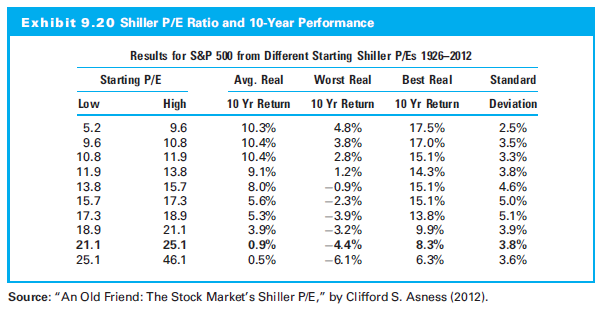 Exhibit 9.20 Shiller P/E Ratio and 10-Year Performance
Results for S&P 500 from Different Starting Shiller P/Es 1926–2012
Starting P/E Avg. Real Worst Real Best Real Standard
Low High 10 Yr Return 10 Yr Return 10 Yr Return Deviation
5.2 9.6 10.3% 4.8% 17.5% 2.5%
9.6 10.8 10.4% 3.8% 17.0% 3.5%
10.8 11.9 10.4% 2.8% 15.1% 3.3%
11.9 13.8 9.1% 1.2% 14.3% 3.8%
13.8 15.7 8.0% −0.9% 15.1% 4.6%
15.7 17.3 5.6% −2.3% 15.1% 5.0%
17.3 18.9 5.3% −3.9% 13.8% 5.1%
18.9 21.1 3.9% −3.2% 9.9% 3.9%
21.1 25.1 0.9% −4.4% 8.3% 3.8%
25.1 46.1 0.5% −6.1% 6.3% 3.6%
Source: “An Old Friend: The Stock Market’s Shiller P/E,” by Clifford S. Asness (2012).